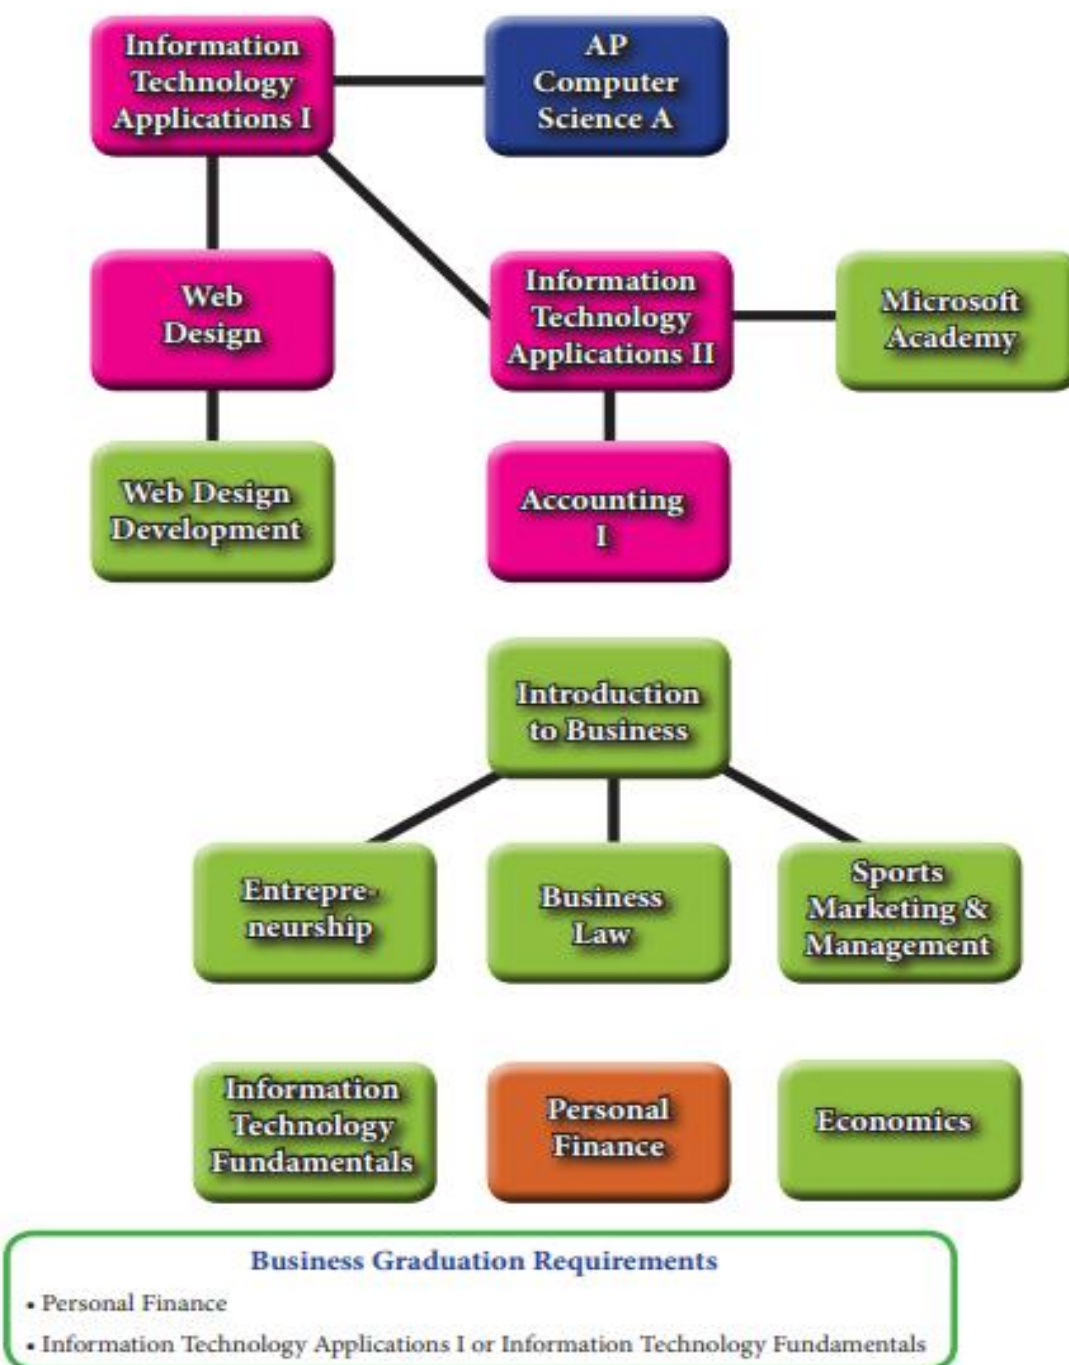 Information
Technology
Applications I
AP
Computer
Science A
Web
Design
Information
Technology
Applications II
Microsoft
Academy
Web Design
Development
Accounting
I
Introduction
to Business
Entrepre-
neurship
Business
Law
Sports
Marketing &
Management
Information
Technology
Fundamentals
Personal
Finance
Economics
Business Graduation Requirements
• Personal Finance
• Information Technology Applications I or Information Technology Fundamentals